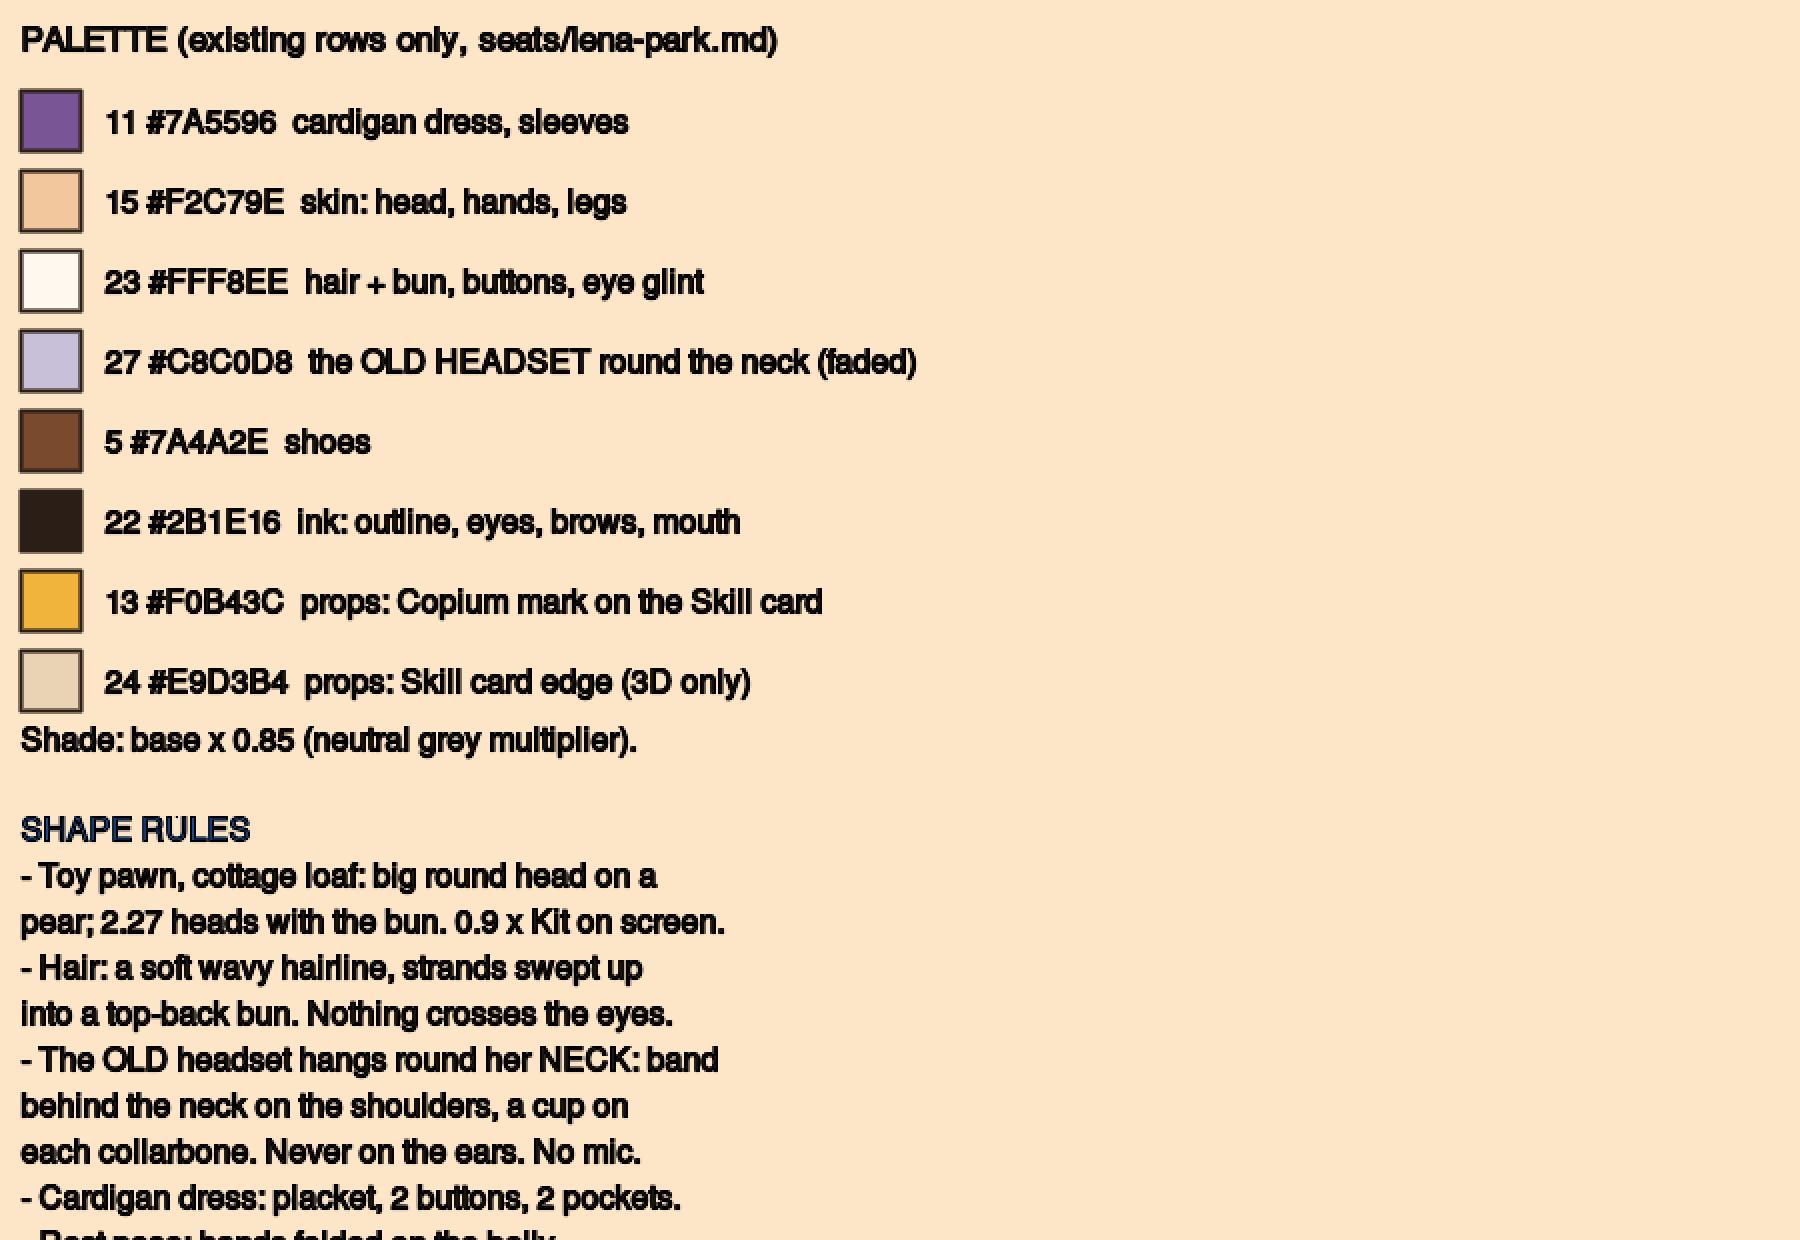 PALETTE (existing rows only, seats/lena-park.md)
11 #7A5596 cardigan dress, sleeves
15 #F2C79E skin: head, hands, legs
23 #FFF8EE hair + bun, buttons, eye glint
27 #C8C0D8 the OLD HEADSET round the neck (faded)
5 #7A4A2E shoes
22 #2B1E16 ink: outline, eyes, brows, mouth
13 #F0B43C props: Copium mark on the Skill card
24 #E9D3B4 props: Skill card edge (3D only)
Shade: base x 0.85 (neutral grey multiplier).
SHAPE RULES
- Toy pawn, cottage loaf: big round head on a
pear; 2.27 heads with the bun. 0.9 x Kit on screen.
- Hair: a soft wavy hairline, strands swept up
into a top-back bun. Nothing crosses the eyes.
- The OLD headset hangs round her NECK: band
behind the neck on the shoulders, a cup on
each collarbone. Never on the ears. No mic.
- Cardigan dress: placket, 2 buttons, 2 pockets.
- Rest pose: hands folded on the belly